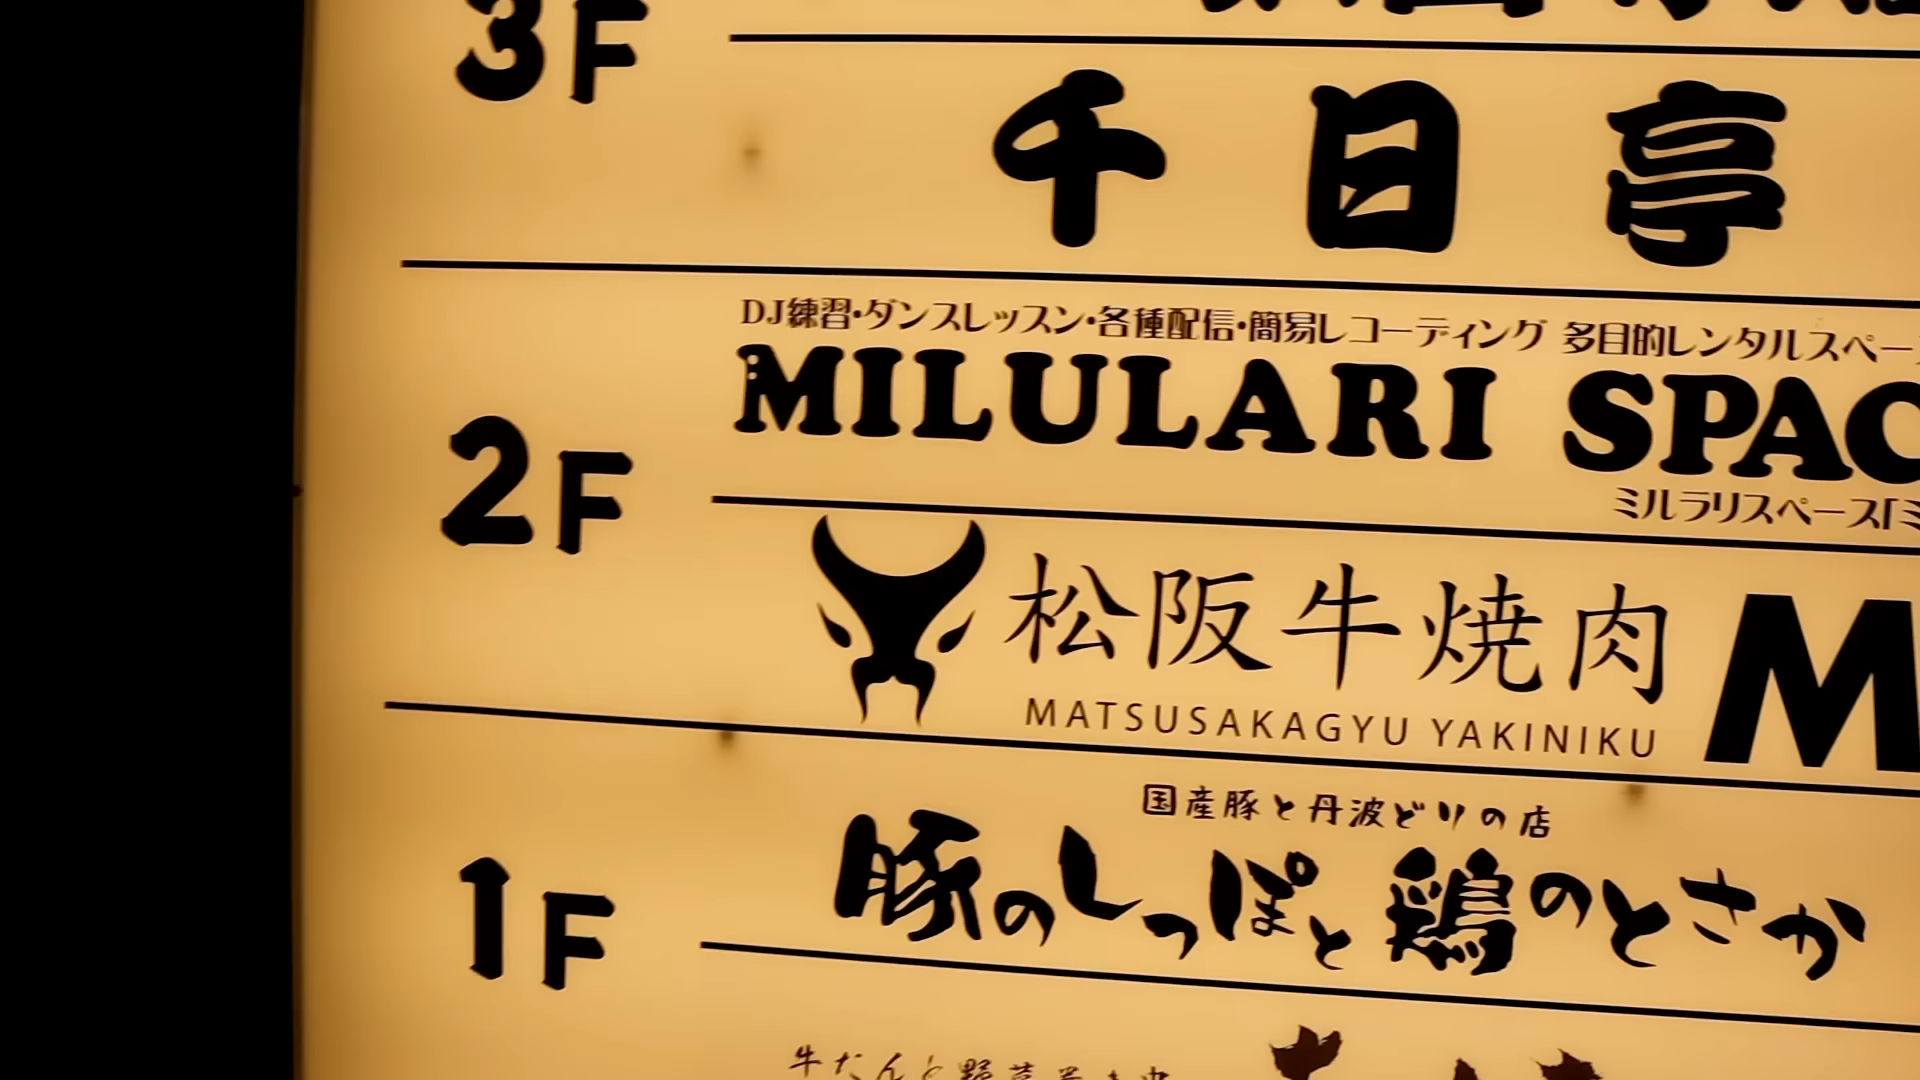 3F
千日亭
DJ練習・ダンスレッスン・各種配信・簡易レコーディング 多目的レンタルスペー
MILULARI SPAC
ミルラリスペース「ミ
2F
松阪牛焼肉 M
MATSUSAKAGYU YAKINIKU
国産豚と丹波どりの店
豚のしっぽと鶏のとさか
1F